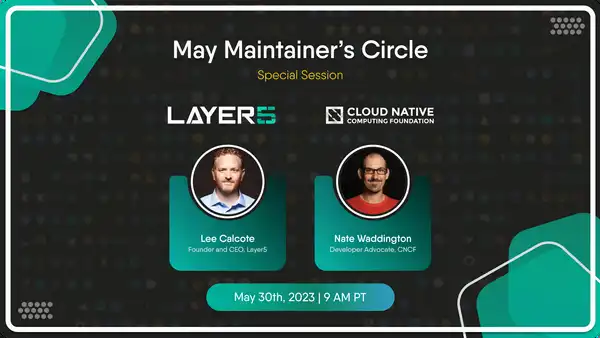 May Maintainer's Circle
Special Session
LAYER5
CLOUD NATIVE
COMPUTING FOUNDATION
Lee Calcote
Founder and CEO, Layer5
Nate Waddington
Developer Advocate, CNCF
May 30th, 2023 | 9 AM PT